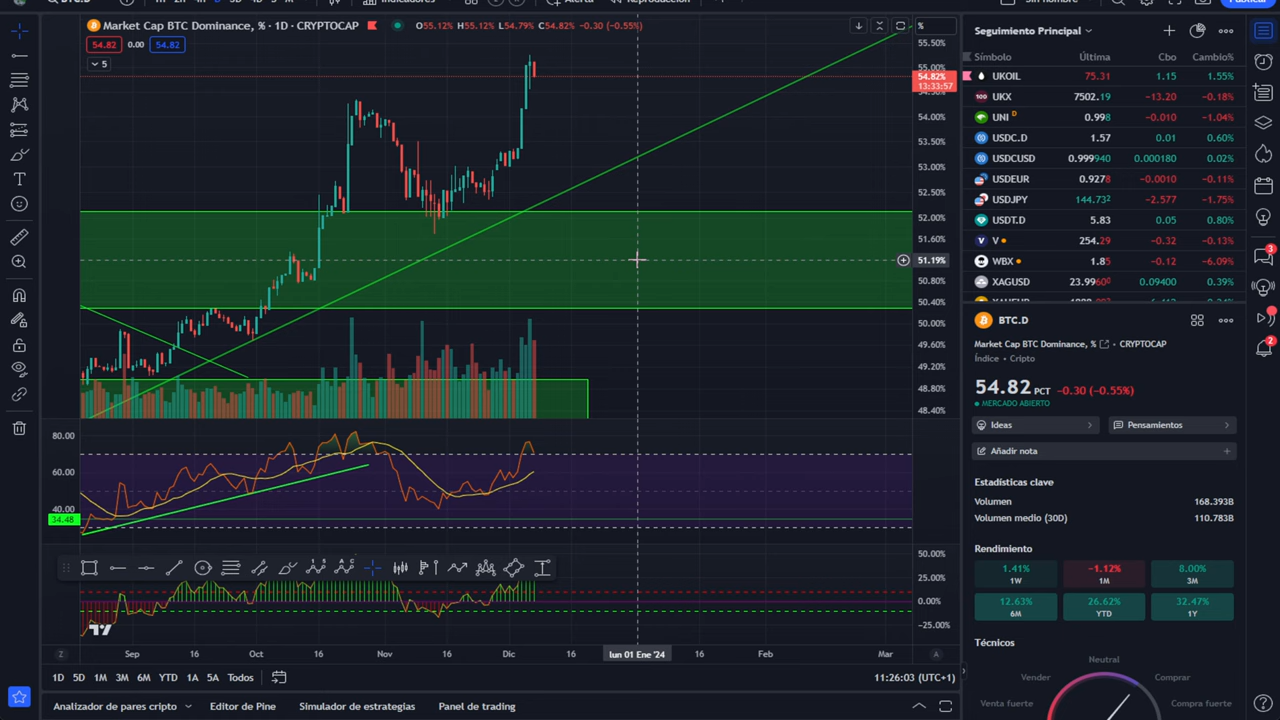 Market Cap BTC Dominance, % · 1D · CRYPTOCAP
O55.12% H55.12% L54.79% C54.82% −0.30 (−0.55%)
54.82 0.00 54.82
5
%
55.50%
55.00%
54.82%
13:33:57
54.00%
53.50%
53.00%
52.50%
52.00%
51.60%
51.19%
50.80%
50.40%
50.00%
49.60%
49.20%
48.80%
48.40%
80.00
60.00
40.00
34.48
50.00%
25.00%
0.00%
−25.00%
Z Sep 16 Oct 16 Nov 16 Dic 16 lun 01 Ene '24 16 Feb Mar A
1D 5D 1M 3M 6M YTD 1A 5A Todos
11:26:03 (UTC+1)
Analizador de pares cripto Editor de Pine Simulador de estrategias Panel de trading
Seguimiento Principal
Símbolo Última Cbo Cambio%
UKOIL 75.31 1.15 1.55%
UKX 7502.19 −13.20 −0.18%
UNI D 0.998 −0.010 −1.04%
USDC.D 1.57 0.01 0.60%
USDCUSD 0.999940 0.000180 0.02%
USDEUR 0.9278 −0.0010 −0.11%
USDJPY 144.732 −2.577 −1.75%
USDT.D 5.83 0.05 0.80%
V 254.29 −0.32 −0.13%
WBX 1.85 −0.12 −6.09%
XAGUSD 23.9960 0.09400 0.39%
BTC.D
Market Cap BTC Dominance, % · CRYPTOCAP
Índice · Cripto
54.82 PCT −0.30 (−0.55%)
MERCADO ABIERTO
Ideas
Pensamientos
Añadir nota
Estadísticas clave
Volumen 168.393B
Volumen medio (30D) 110.783B
Rendimiento
1.41% −1.12% 8.00%
1W 1M 3M
12.63% 26.62% 32.47%
6M YTD 1Y
Técnicos
Neutral
Vender Comprar
Venta fuerte Compra fuerte
3
2